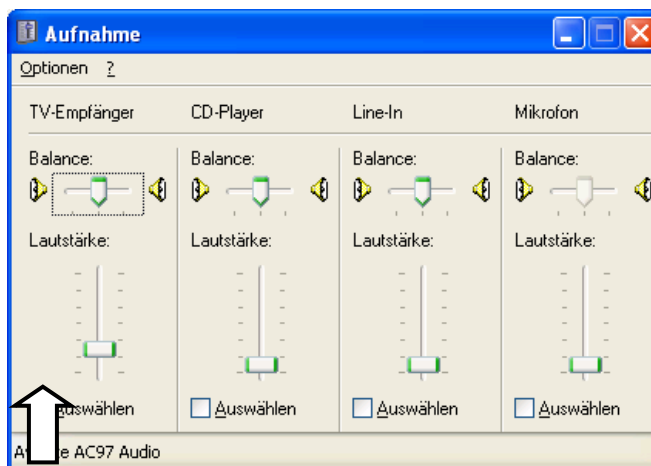 Aufnahme
Optionen ?
TV-Empfänger CD-Player Line-In Mikrofon
Balance: Balance: Balance: Balance:
Lautstärke: Lautstärke: Lautstärke: Lautstärke:
Auswählen Auswählen Auswählen Auswählen
AC97 Audio